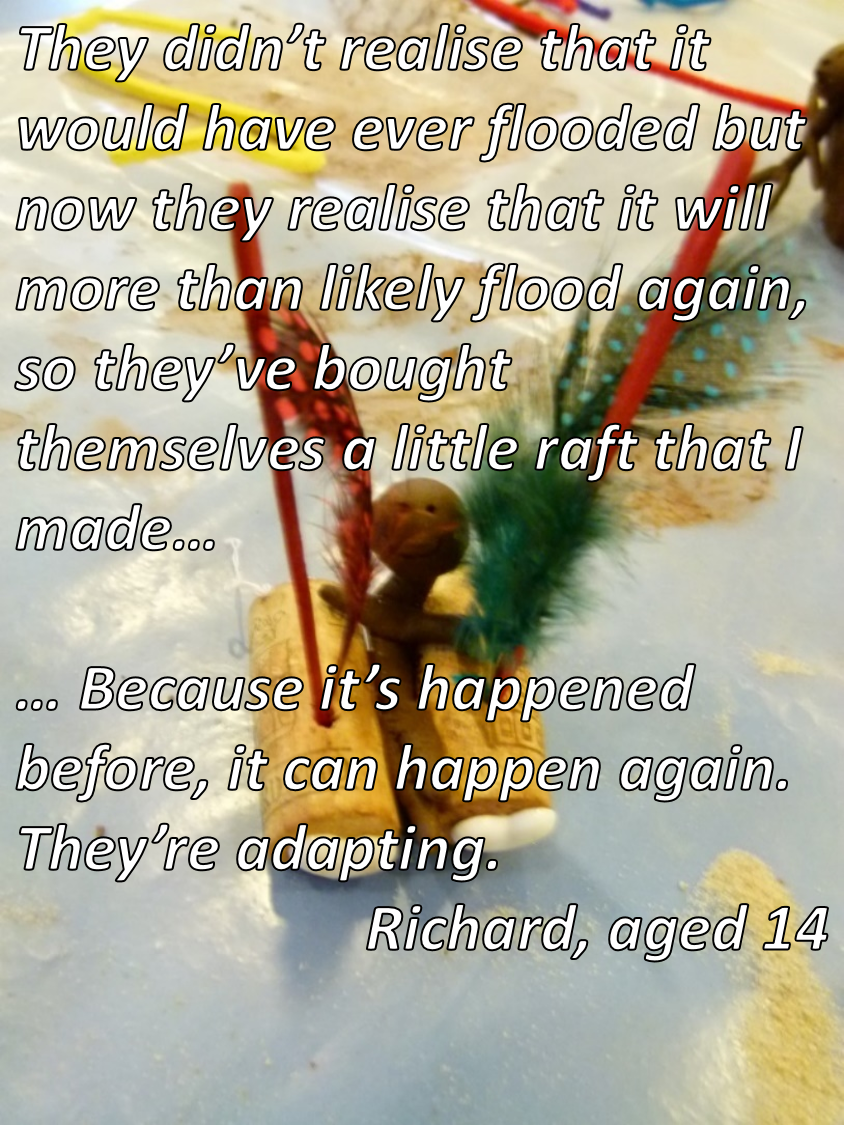 They didn’t realise that it
would have ever flooded but
now they realise that it will
more than likely flood again,
so they’ve bought
themselves a little raft that I
made…
… Because it’s happened
before, it can happen again.
They’re adapting.
Richard, aged 14